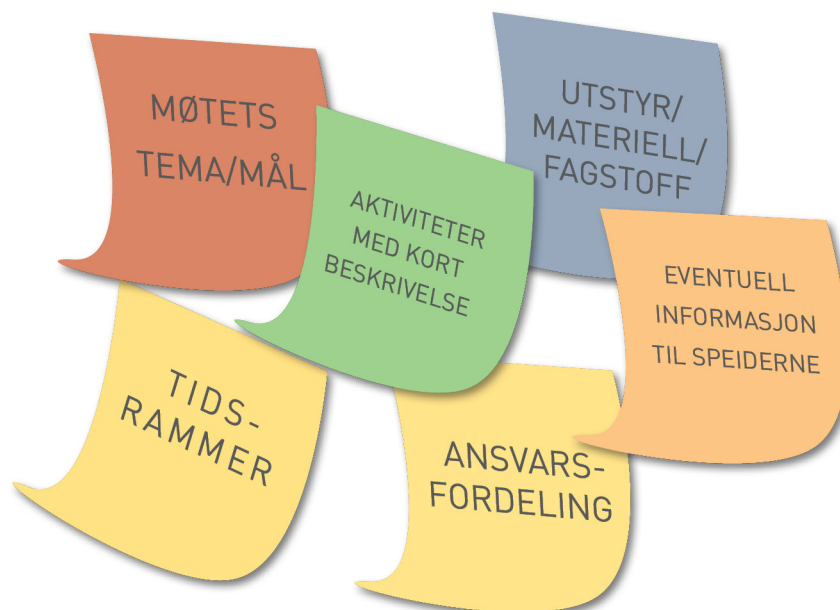 MØTETS
TEMA/MÅL
UTSTYR/
MATERIELL/
FAGSTOFF
AKTIVITETER
MED KORT
BESKRIVELSE
EVENTUELL
INFORMASJON
TIL SPEIDERNE
TIDS-
RAMMER
ANSVARS-
FORDELING